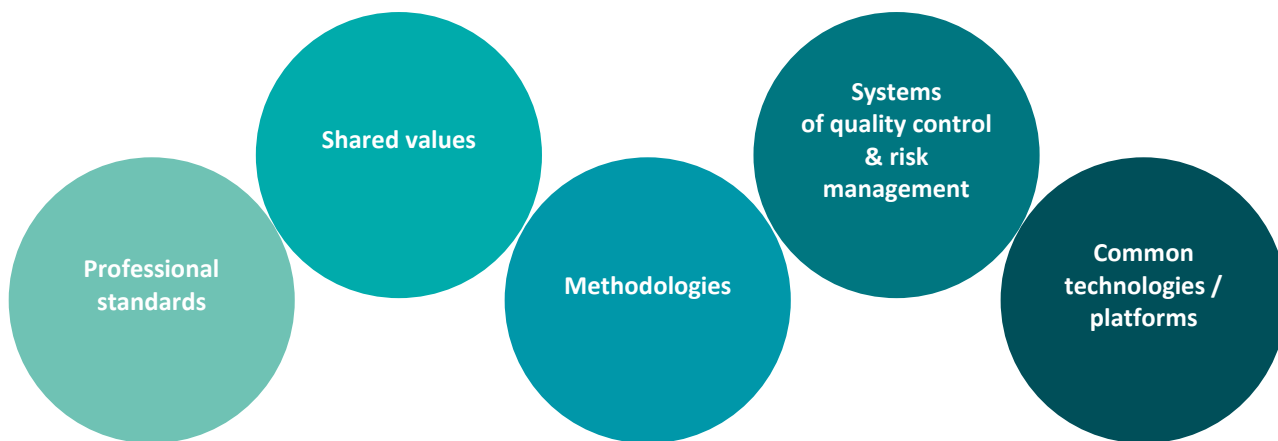 Professional
standards
Shared values
Methodologies
Systems
of quality control
& risk
management
Common
technologies /
platforms